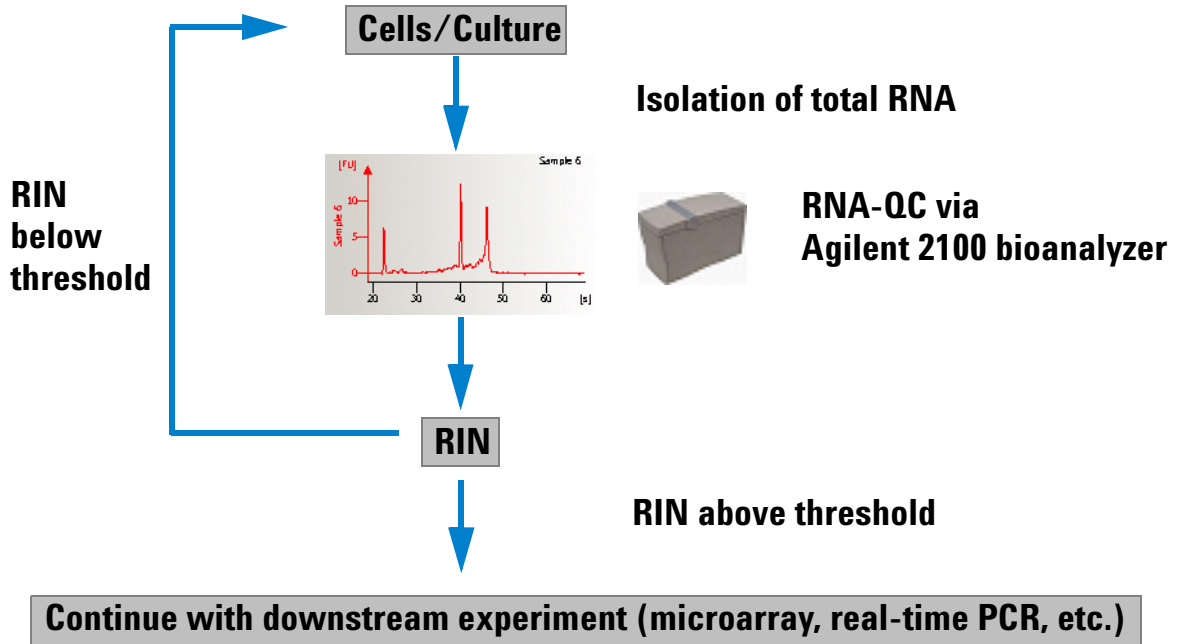 Cells/Culture
Isolation of total RNA
RIN
below
threshold
[FU]
Sample 6
Sample 6
10
5
0
20
30
40
50
60
[s]
RNA-QC via
Agilent 2100 bioanalyzer
RIN
RIN above threshold
Continue with downstream experiment (microarray, real-time PCR, etc.)